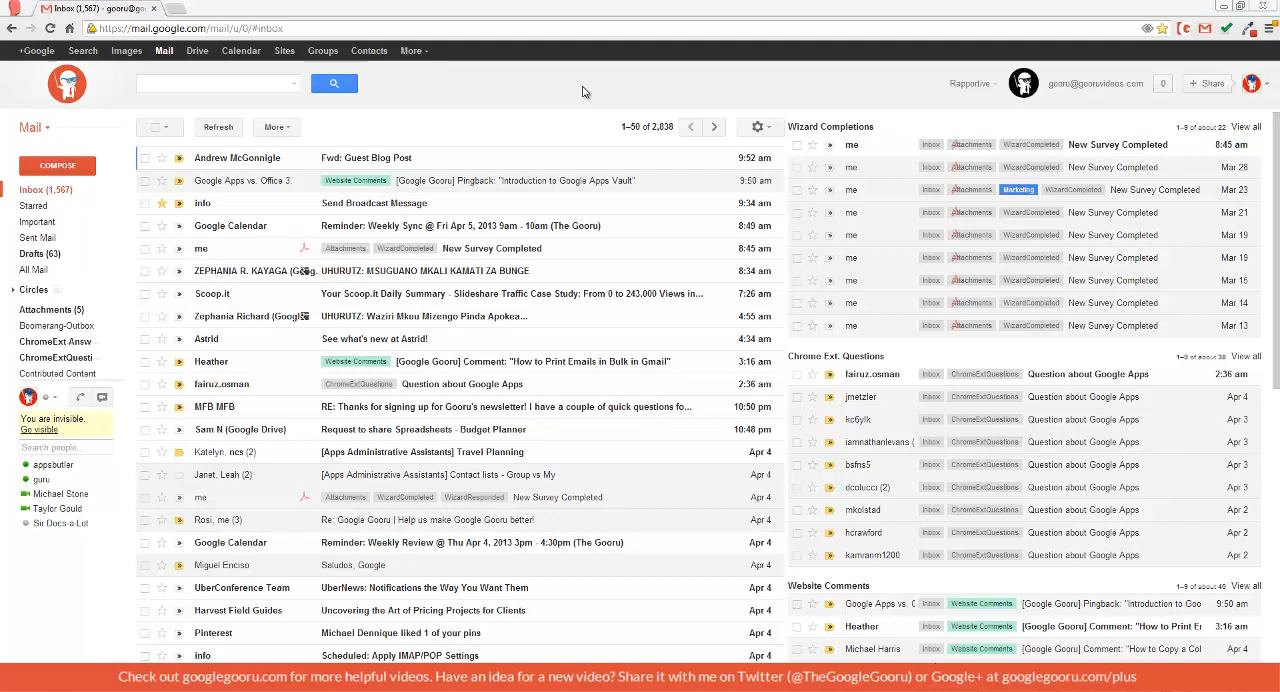 Inbox (1,567) - gooru@go
https://mail.google.com/mail/u/0/#inbox
+Google Search Images Mail Drive Calendar Sites Groups Contacts More
Rapportive gooru@gooruvideos.com 0 + Share
Mail
Refresh More 1–50 of 2,838
COMPOSE
Inbox (1,567)
Starred
Important
Sent Mail
Drafts (63)
All Mail
Circles
Attachments (5)
Boomerang-Outbox
ChromeExt Answ
ChromeExtQuesti
Contributed Content
You are invisible.
Go visible
Search people...
appsbutler
guru
Michael Stone
Taylor Gould
Sir Docs-a-Lot
Andrew McGonnigle Fwd: Guest Blog Post 9:52 am
Google Apps vs. Office 3. Website Comments [Google Gooru] Pingback: "Introduction to Google Apps Vault" 9:50 am
info Send Broadcast Message 9:34 am
Google Calendar Reminder: Weekly Sync @ Fri Apr 5, 2013 9am - 10am (The Gooru) 9:00 am
me Attachments WizardCompleted New Survey Completed 8:45 am
ZEPHANIA R. KAYAGA UHURUTZ: MSUGUANO MKALI KAMATI ZA BUNGE 8:34 am
Scoop.it Your Scoop.it Daily Summary - Slideshare Traffic Case Study: From 0 to 243,000 Views in... 7:26 am
Zephania Richard (Googl UHURUTZ: Waziri Mkuu Mizengo Pinda Apokea... 4:55 am
Astrid See what's new at Astrid! 4:34 am
Heather Website Comments [Google Gooru] Comment: "How to Print Emails in Bulk in Gmail" 3:16 am
fairuz.osman ChromeExtQuestions Question about Google Apps 2:36 am
MFB MFB RE: Thanks for signing up for Gooru's newsletter! I have a couple of quick questions fo... 10:50 pm
Sam N (Google Drive) Request to share Spreadsheets - Budget Planner 10:48 pm
Katelyn, ncs (2) [Apps Administrative Assistants] Travel Planning Apr 4
Janet, Leah (2) [Apps Administrative Assistants] Contact lists - Group vs My Apr 4
me Attachments WizardCompleted WizardResponded New Survey Completed Apr 4
Rosi, me (3) Re: Google Gooru | Help us make Google Gooru better! Apr 4
Google Calendar Reminder: Weekly Review @ Thu Apr 4, 2013 3pm - 4:30pm (The Gooru) Apr 4
Miguel Enciso Saludos, Google Apr 4
UberConference Team UberNews: Notifications the Way You Want Them Apr 4
Harvest Field Guides Uncovering the Art of Pricing Projects for Clients Apr 4
Pinterest Michael Dennique liked 1 of your pins Apr 4
info Scheduled: Apply IMAP/POP Settings Apr 4
Wizard Completions 1–9 of about 22 View all
me Inbox Attachments WizardCompleted New Survey Completed 8:45 am
me Inbox Attachments WizardCompleted New Survey Completed Mar 28
me Inbox Marketing WizardCompleted New Survey Completed Mar 23
me Inbox Attachments WizardCompleted New Survey Completed Mar 21
me Inbox Attachments WizardCompleted New Survey Completed Mar 19
me Inbox Attachments WizardCompleted New Survey Completed Mar 19
me Inbox Attachments WizardCompleted New Survey Completed Mar 15
me Inbox Attachments WizardCompleted New Survey Completed Mar 14
me Inbox Attachments WizardCompleted New Survey Completed Mar 13
Chrome Ext. Questions 1–9 of about 38 View all
fairuz.osman Inbox ChromeExtQuestions Question about Google Apps 2:36 am
Inbox ChromeExtQuestions Question about Google Apps Apr 4
Inbox ChromeExtQuestions Question about Google Apps Apr 3
Inbox ChromeExtQuestions Question about Google Apps Apr 3
bsfns5 Inbox ChromeExtQuestions Question about Google Apps Apr 3
dcolucci (2) Inbox ChromeExtQuestions Question about Google Apps Apr 3
Inbox ChromeExtQuestions Question about Google Apps Apr 2
Inbox ChromeExtQuestions Question about Google Apps Apr 2
kamranm1200 Inbox ChromeExtQuestions Question about Google Apps Apr 2
Website Comments 1–9 of about 40 View all
Google Apps vs. Inbox Website Comments [Google Gooru] Pingback: "Introduction to Goo 9:50 am
Heather Inbox Website Comments [Google Gooru] Comment: "How to Print Er 3:16 am
Harris Inbox Website Comments [Google Gooru] Comment: "How to Copy a Col Apr 4
Check out googlegooru.com for more helpful videos. Have an idea for a new video? Share it with me on Twitter (@TheGoogleGooru) or Google+ at googlegooru.com/plus